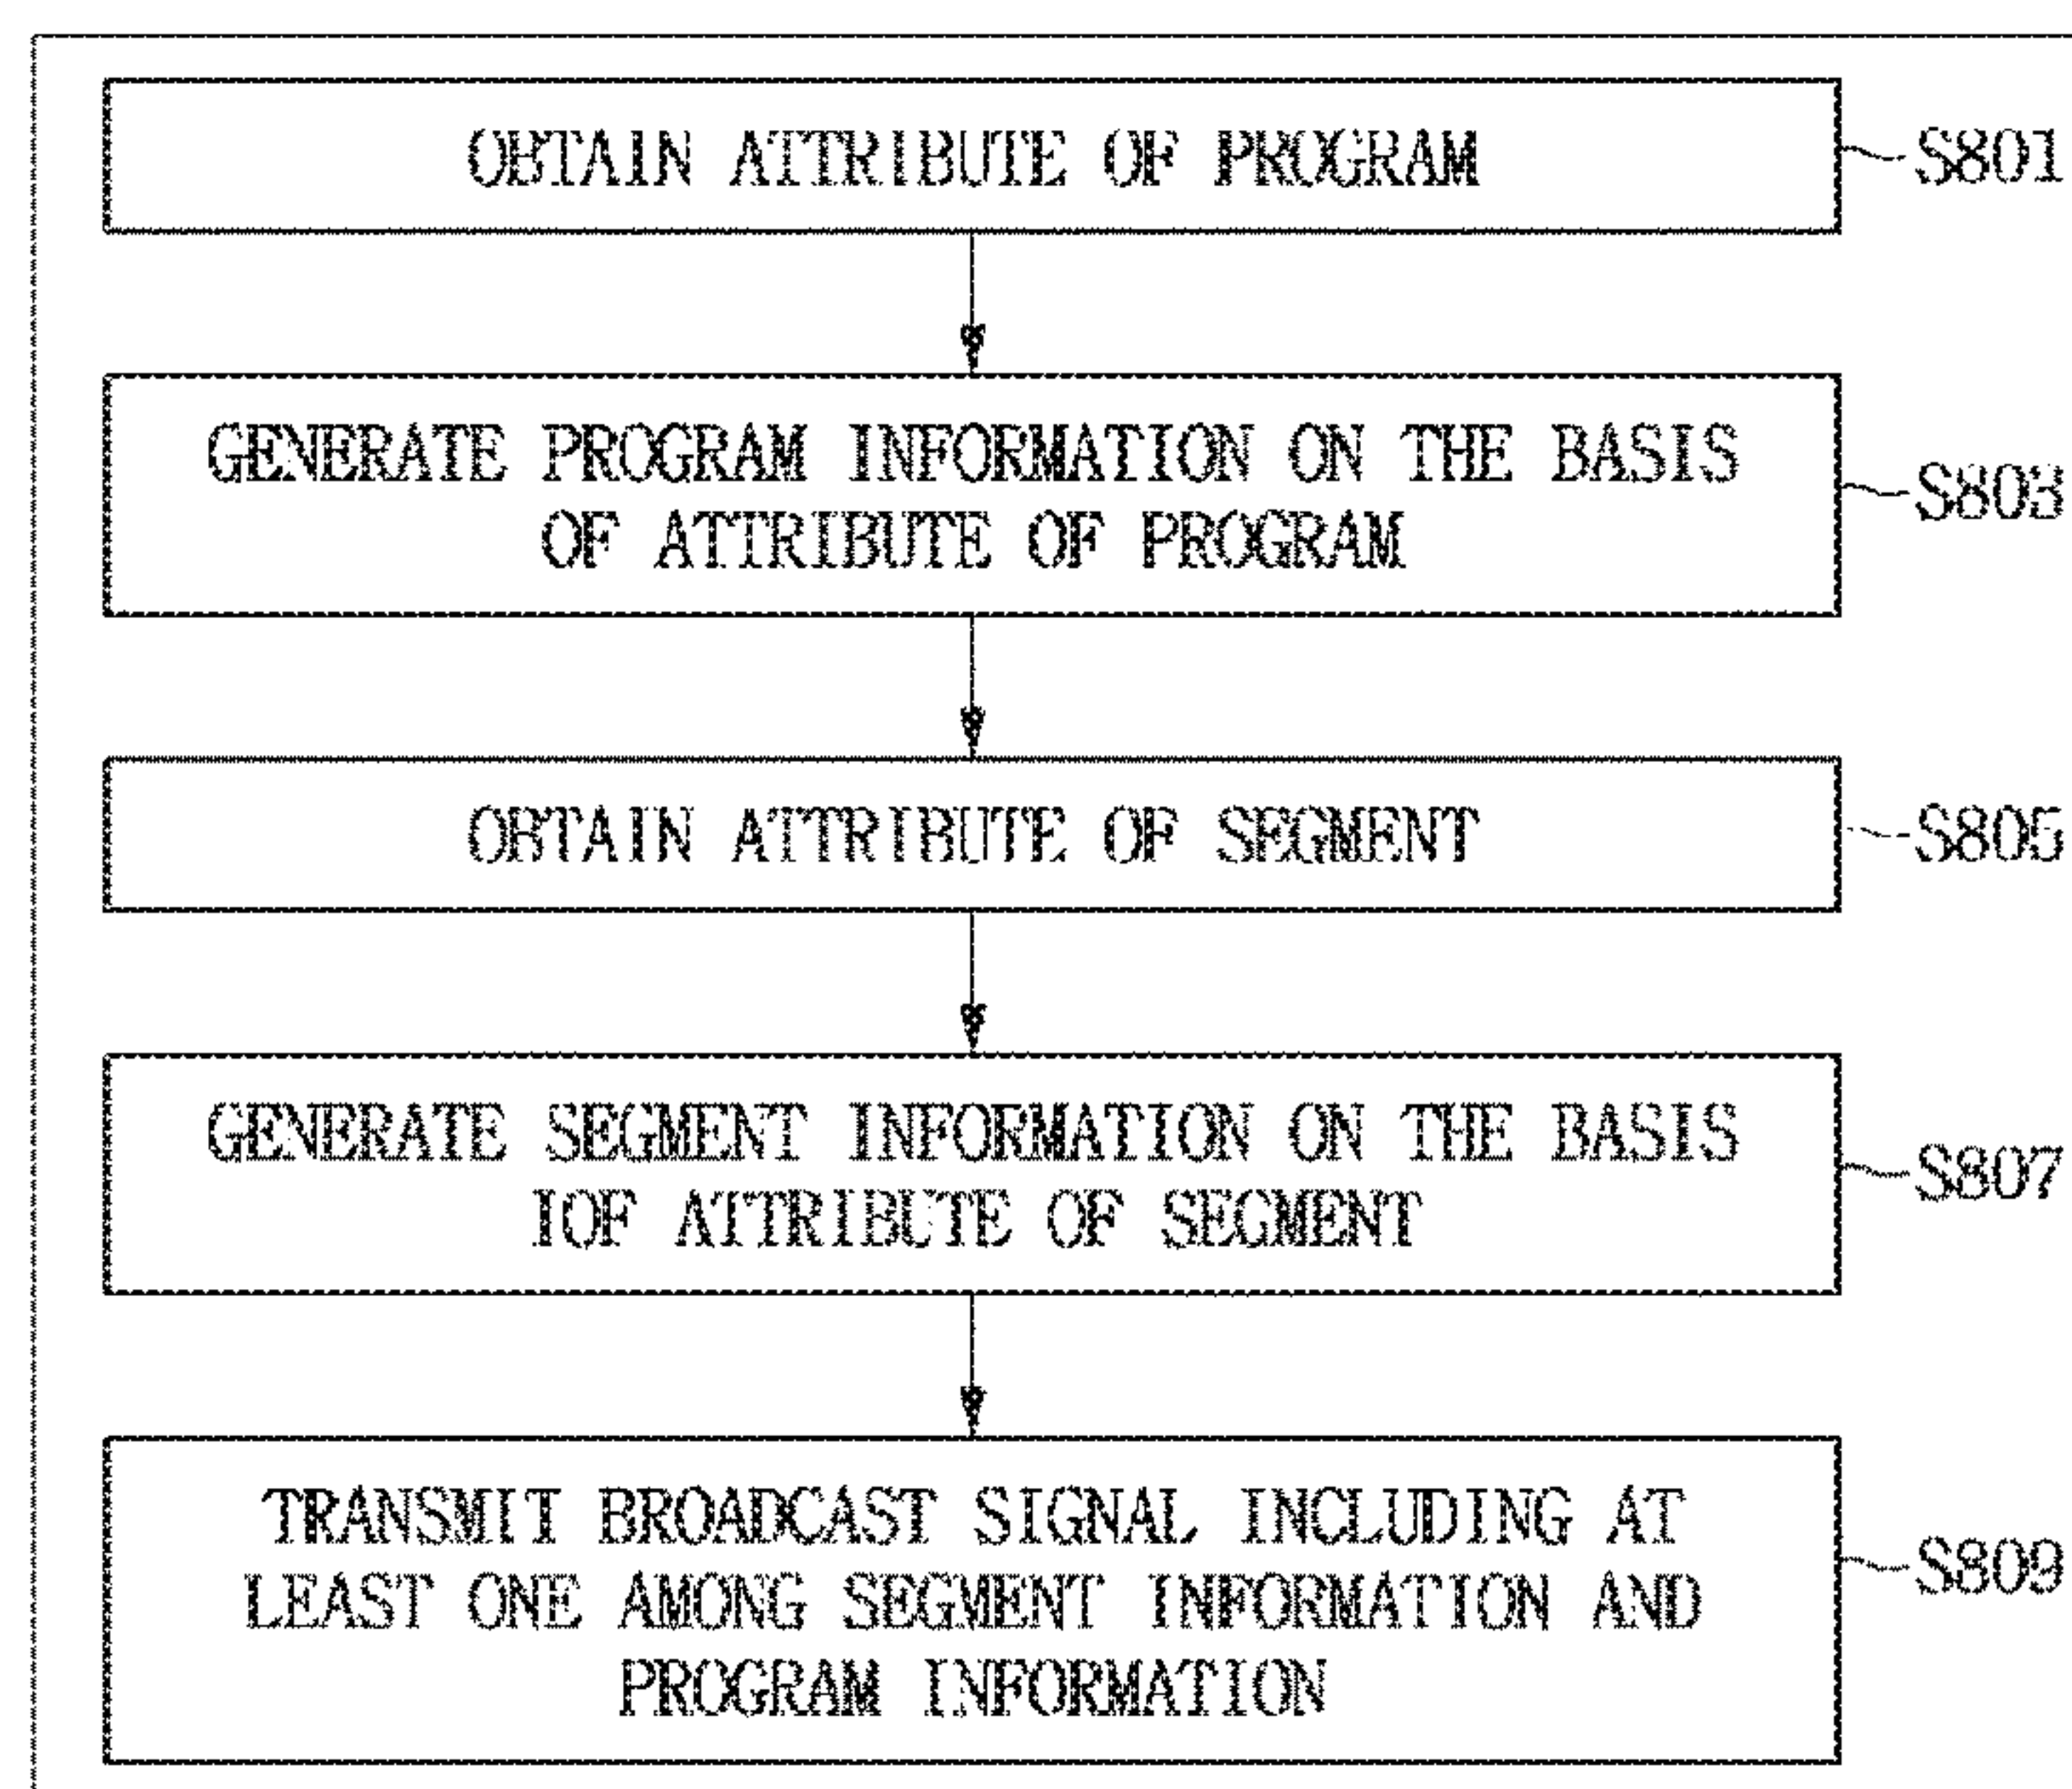 OBTAIN ATTRIBUTE OF PROGRAM
S801
GENERATE PROGRAM INFORMATION ON THE BASIS
OF ATTRIBUTE OF PROGRAM
S803
OBTAIN ATTRIBUTE OF SEGMENT
S805
GENERATE SEGMENT INFORMATION ON THE BASIS
IOF ATTRIBUTE OF SEGMENT
S807
TRANSMIT BROADCAST SIGNAL INCLUDING AT
LEAST ONE AMONG SEGMENT INFORMATION AND
PROGRAM INFORMATION
S809